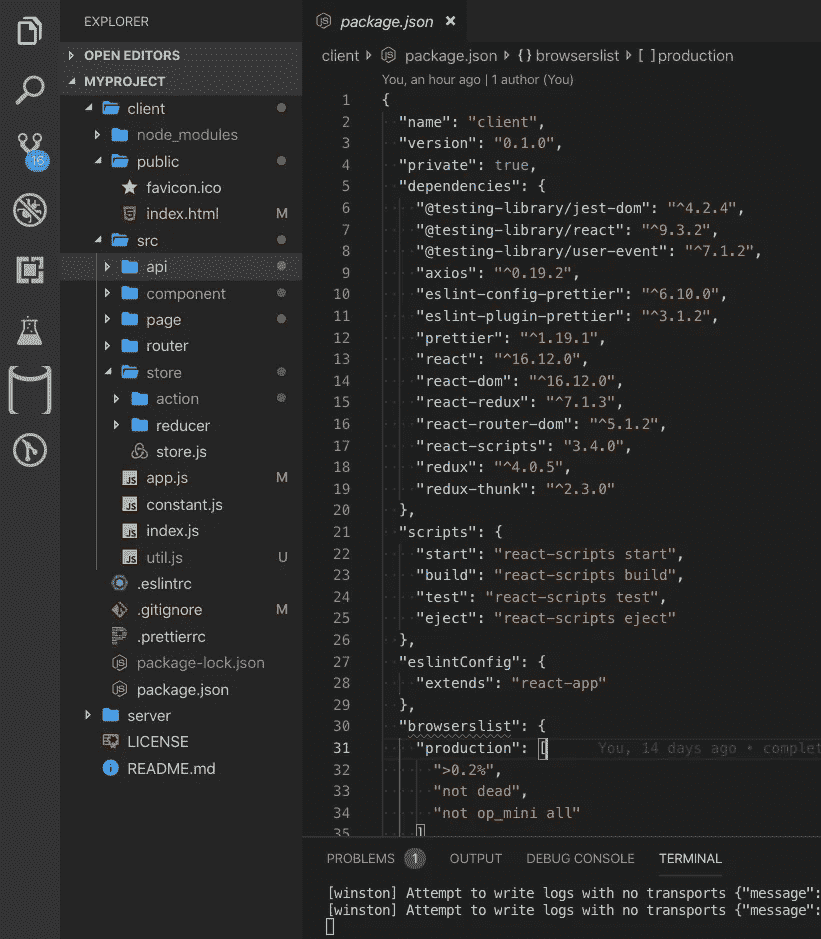 EXPLORER
OPEN EDITORS
MYPROJECT
client
node_modules
public
favicon.ico
index.html M
src
api
component
page
router
store
action
reducer
store.js
app.js M
constant.js
index.js
util.js U
.eslintrc
.gitignore M
.prettierrc
package-lock.json
package.json
server
LICENSE
README.md
16
package.json ×
client package.json {} browserslist [ ] production
You, an hour ago | 1 author (You)
1 {
2 "name": "client",
3 "version": "0.1.0",
4 "private": true,
5 "dependencies": {
6 "@testing-library/jest-dom": "^4.2.4",
7 "@testing-library/react": "^9.3.2",
8 "@testing-library/user-event": "^7.1.2",
9 "axios": "^0.19.2",
10 "eslint-config-prettier": "^6.10.0",
11 "eslint-plugin-prettier": "^3.1.2",
12 "prettier": "^1.19.1",
13 "react": "^16.12.0",
14 "react-dom": "^16.12.0",
15 "react-redux": "^7.1.3",
16 "react-router-dom": "^5.1.2",
17 "react-scripts": "3.4.0",
18 "redux": "^4.0.5",
19 "redux-thunk": "^2.3.0"
20 },
21 "scripts": {
22 "start": "react-scripts start",
23 "build": "react-scripts build",
24 "test": "react-scripts test",
25 "eject": "react-scripts eject"
26 },
27 "eslintConfig": {
28 "extends": "react-app"
29 },
30 "browserslist": {
31 "production": [ You, 14 days ago • complet
32 ">0.2%",
33 "not dead",
34 "not op_mini all"
35 ]
PROBLEMS 1 OUTPUT DEBUG CONSOLE TERMINAL
[winston] Attempt to write logs with no transports {"message":
[winston] Attempt to write logs with no transports {"message":